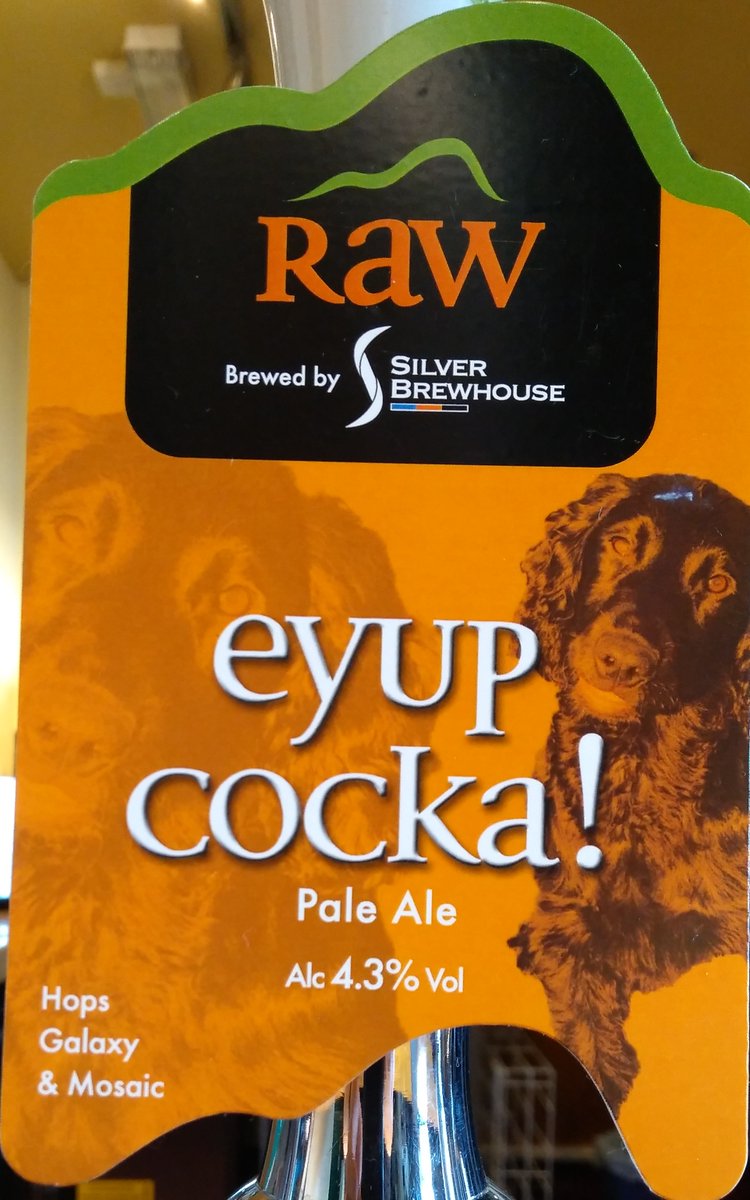 Raw
Brewed by SILVER
BREWHOUSE
eyup
cocka!
Pale Ale
Alc 4.3% Vol
Hops
Galaxy
& Mosaic